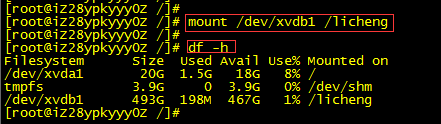 [root@iz28ypkyyy0Z /]#
[root@iz28ypkyyy0Z /]# mount /dev/xvdb1 /licheng
[root@iz28ypkyyy0Z /]#
[root@iz28ypkyyy0Z /]# df -h
Filesystem      Size  Used Avail Use% Mounted on
/dev/xvda1       20G  1.5G   18G   8% /
tmpfs           3.9G     0  3.9G   0% /dev/shm
/dev/xvdb1      493G  198M  467G   1% /licheng
[root@iz28ypkyyy0Z /]#